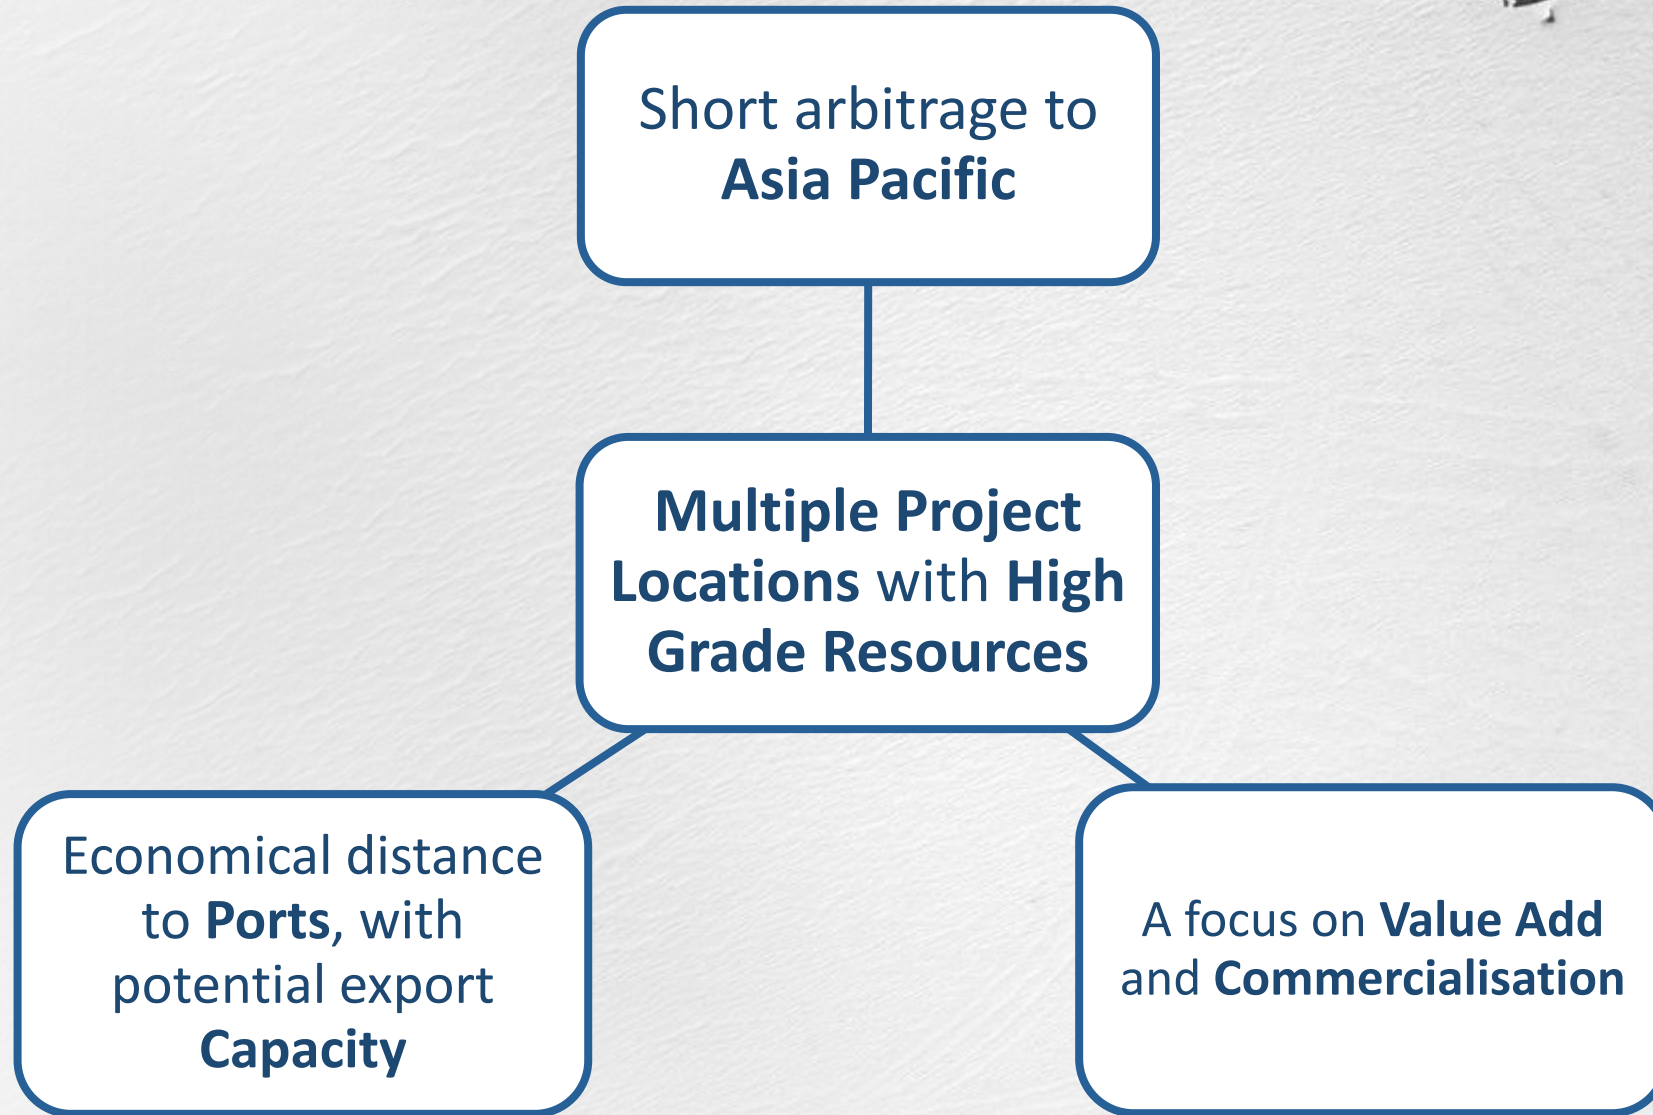 Short arbitrage to
Asia Pacific
Multiple Project
Locations with High
Grade Resources
Economical distance
to Ports, with
potential export
Capacity
A focus on Value Add
and Commercialisation